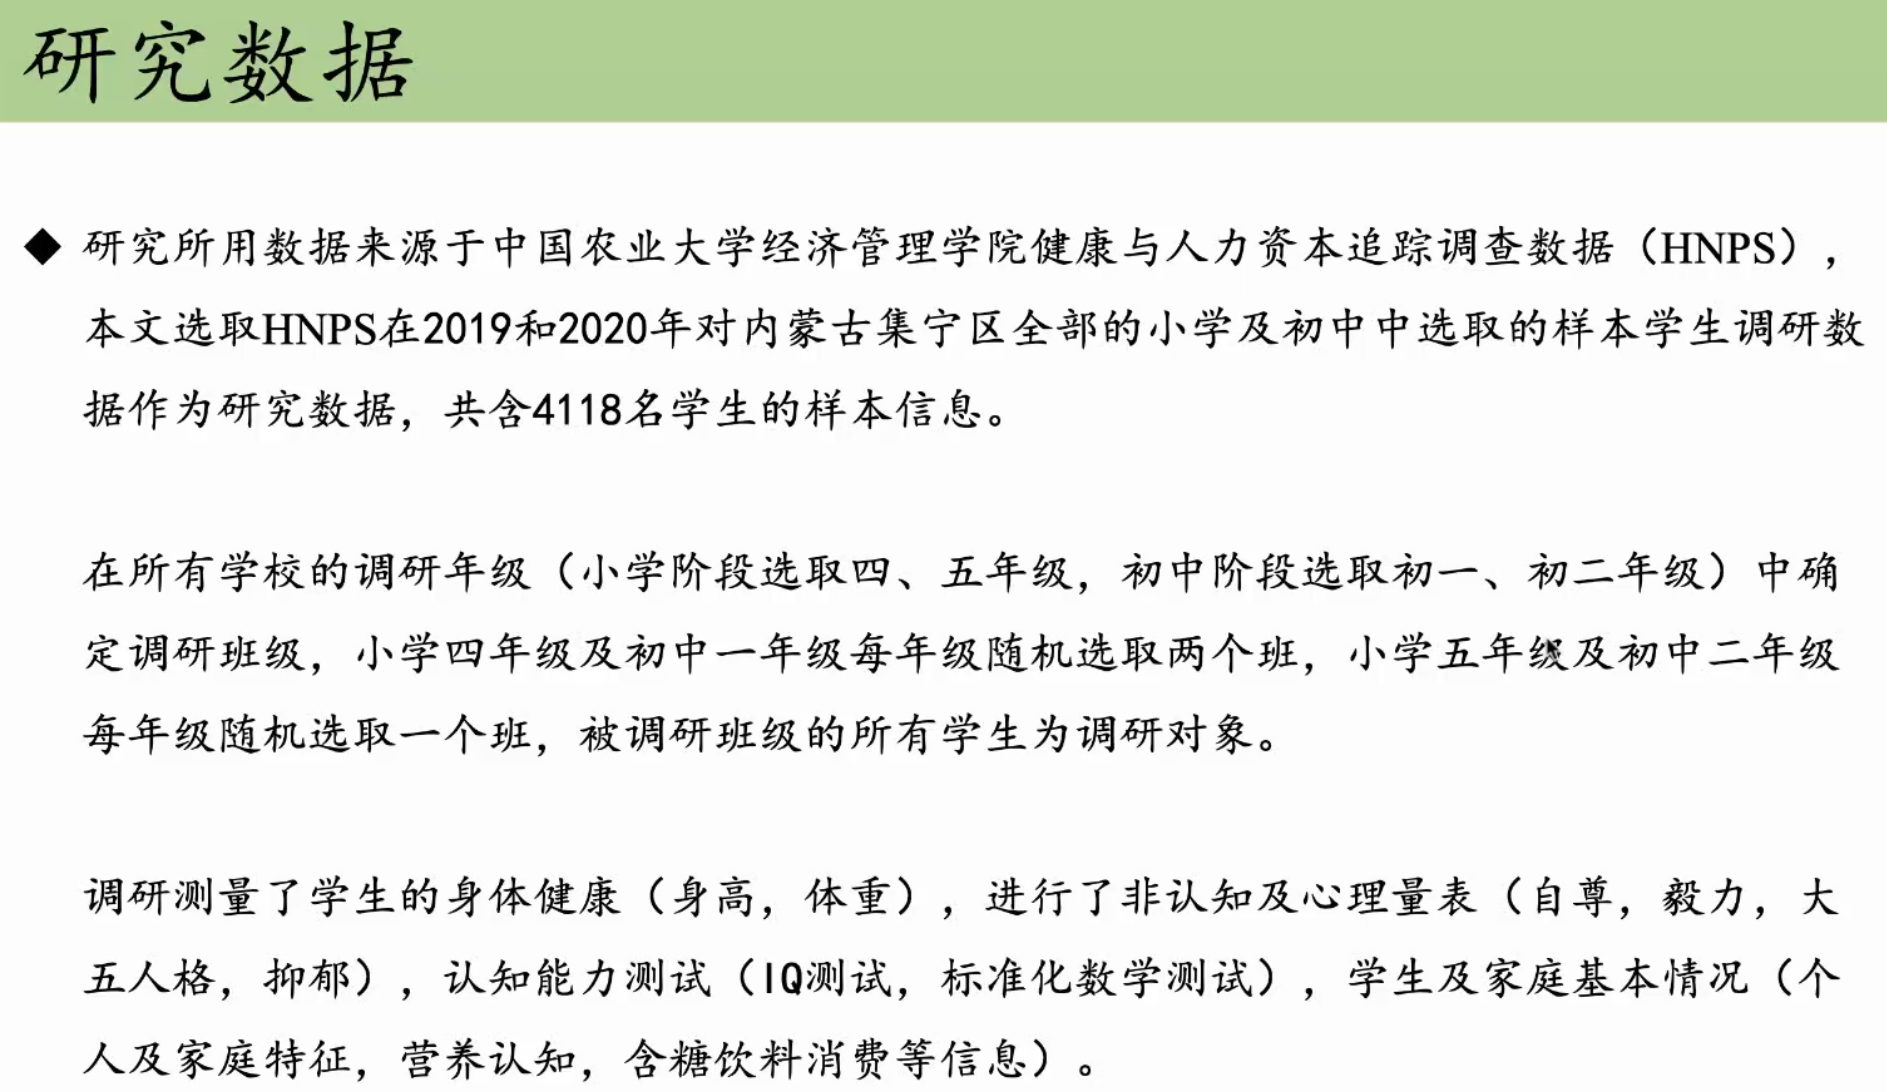 研究数据
◆ 研究所用数据来源于中国农业大学经济管理学院健康与人力资本追踪调查数据（HNPS），
本文选取HNPS在2019和2020年对内蒙古集宁区全部的小学及初中中选取的样本学生调研数
据作为研究数据，共含4118名学生的样本信息。
在所有学校的调研年级（小学阶段选取四、五年级，初中阶段选取初一、初二年级）中确
定调研班级，小学四年级及初中一年级每年级随机选取两个班，小学五年级及初中二年级
每年级随机选取一个班，被调研班级的所有学生为调研对象。
调研测量了学生的身体健康（身高，体重），进行了非认知及心理量表（自尊，毅力，大
五人格，抑郁），认知能力测试（IQ测试，标准化数学测试），学生及家庭基本情况（个
人及家庭特征，营养认知，含糖饮料消费等信息）。